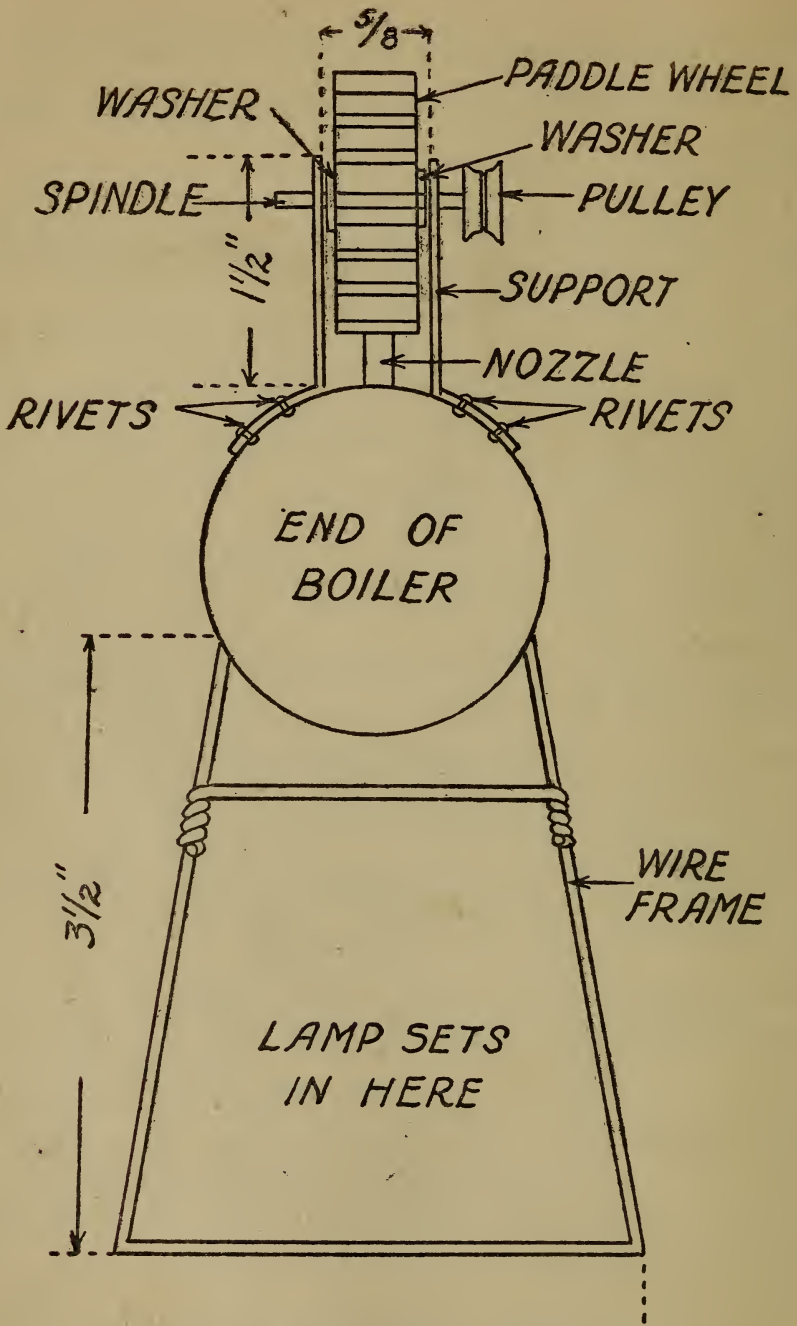 5/8
PADDLE WHEEL
WASHER
WASHER
SPINDLE
PULLEY
1 1/2"
SUPPORT
NOZZLE
RIVETS
RIVETS
END OF
BOILER
WIRE
FRAME
3 1/2"
LAMP SETS
IN HERE